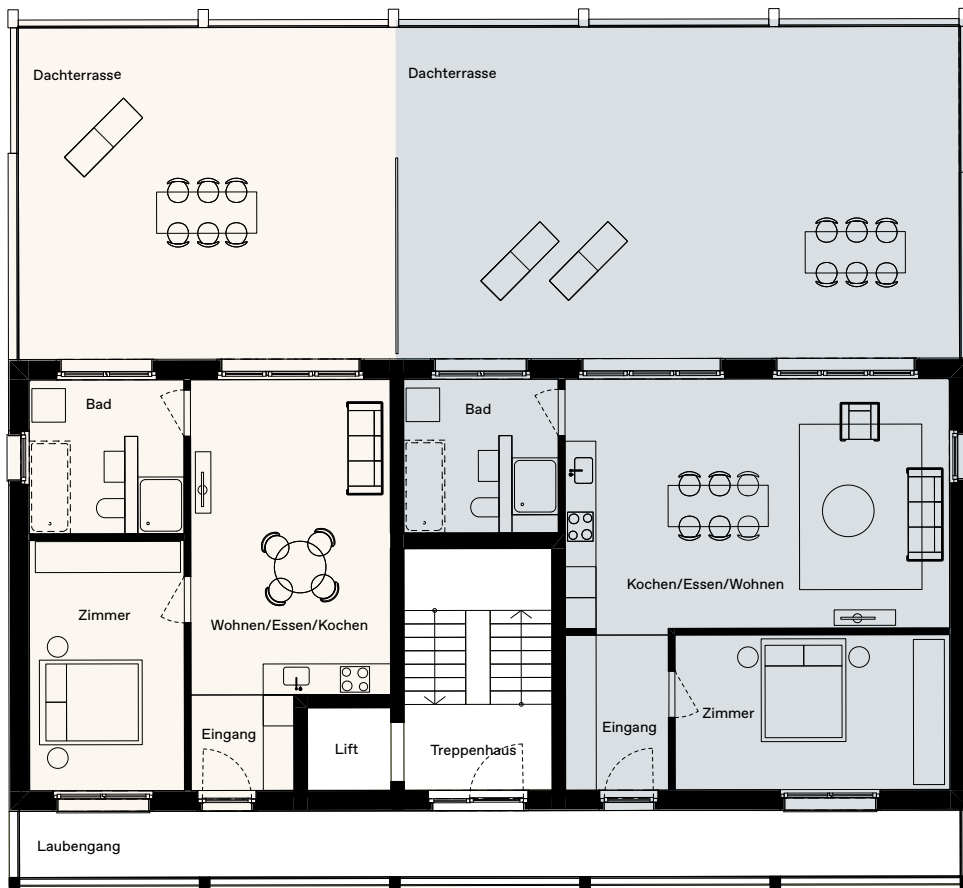 Dachterrasse
Dachterrasse
Bad
Bad
Zimmer
Wohnen/Essen/Kochen
Kochen/Essen/Wohnen
Eingang
Lift
Treppenhaus
Eingang
Zimmer
Laubengang